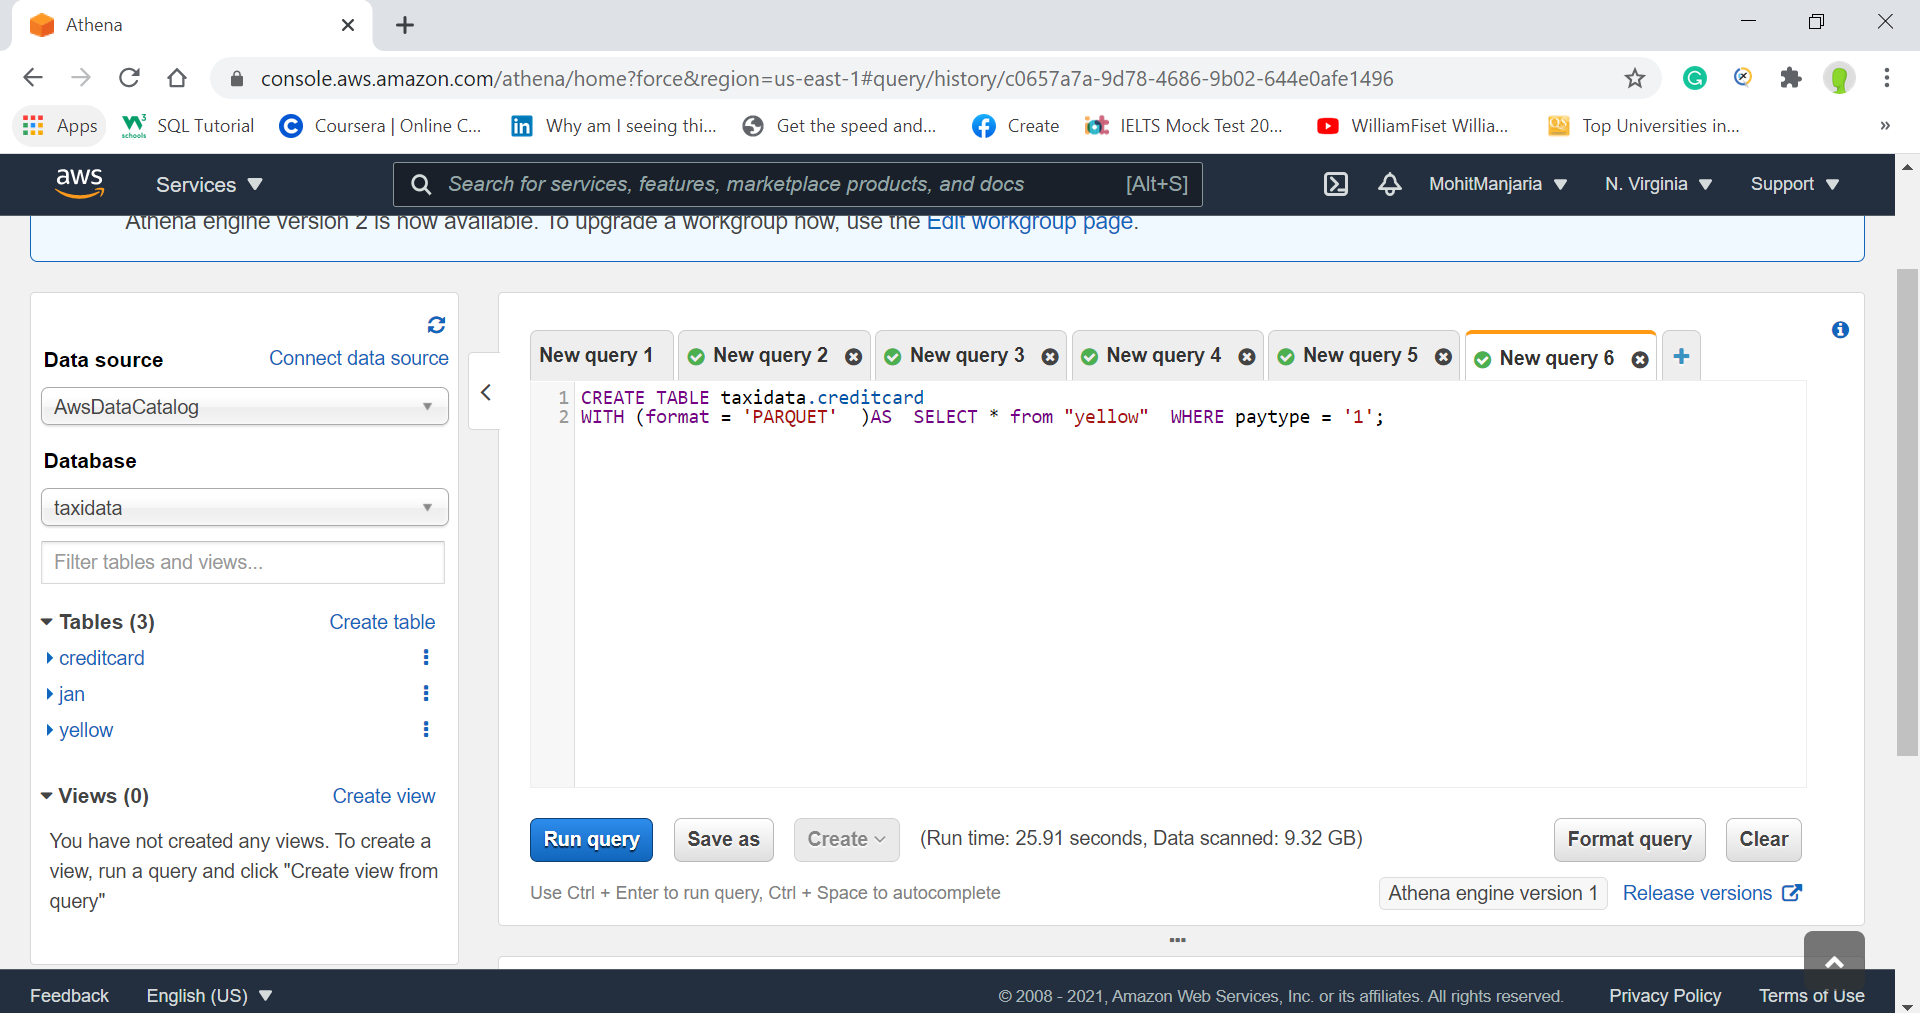 Athena
console.aws.amazon.com/athena/home?force&region=us-east-1#query/history/c0657a7a-9d78-4686-9b02-644e0afe1496
Apps
SQL Tutorial
Coursera | Online C...
Why am I seeing thi...
Get the speed and...
Create
IELTS Mock Test 20...
WilliamFiset Willia...
Top Universities in...
»
aws
Services
Search for services, features, marketplace products, and docs
[Alt+S]
MohitManjaria
N. Virginia
Support
Athena engine version 2 is now available. To upgrade a workgroup now, use the Edit workgroup page.
Data source
Connect data source
AwsDataCatalog
Database
taxidata
Filter tables and views...
Tables (3)
Create table
creditcard
jan
yellow
Views (0)
Create view
You have not created any views. To create a
view, run a query and click "Create view from
query"
New query 1
New query 2
New query 3
New query 4
New query 5
New query 6
+
1 CREATE TABLE taxidata.creditcard
2 WITH (format = 'PARQUET'  )AS  SELECT * from "yellow"  WHERE paytype = '1';
Run query
Save as
Create
(Run time: 25.91 seconds, Data scanned: 9.32 GB)
Format query
Clear
Use Ctrl + Enter to run query, Ctrl + Space to autocomplete
Athena engine version 1
Release versions
Feedback
English (US)
© 2008 - 2021, Amazon Web Services, Inc. or its affiliates. All rights reserved.
Privacy Policy
Terms of Use